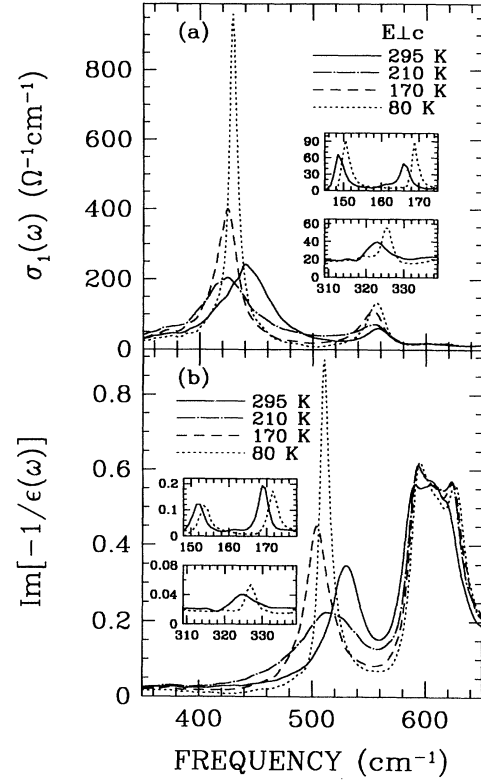 (a)
E⊥c
295 K
210 K
170 K
80 K
800
600
400
200
0
σ₁(ω) (Ω⁻¹cm⁻¹)
90
60
30
0
150 160 170
60
40
20
0
310 320 330
(b)
295 K
210 K
170 K
80 K
0.8
0.6
0.4
0.2
0
Im[−1/ϵ(ω)]
0.2
0.1
0
150 160 170
0.08
0.04
0
310 320 330
400 500 600
FREQUENCY (cm⁻¹)